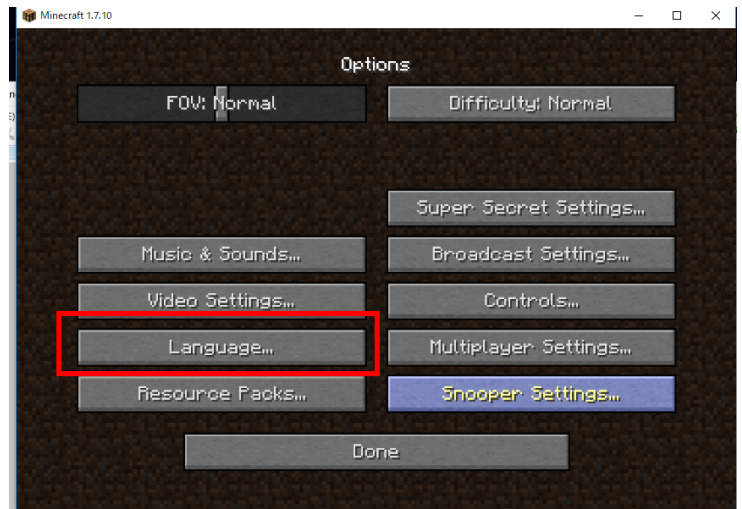 Minecraft 1.7.10
Options
FOV: Normal
Difficulty: Normal
Super Secret Settings...
Music & Sounds...
Broadcast Settings...
Video Settings...
Controls...
Language...
Multiplayer Settings...
Resource Packs...
Snooper Settings...
Done